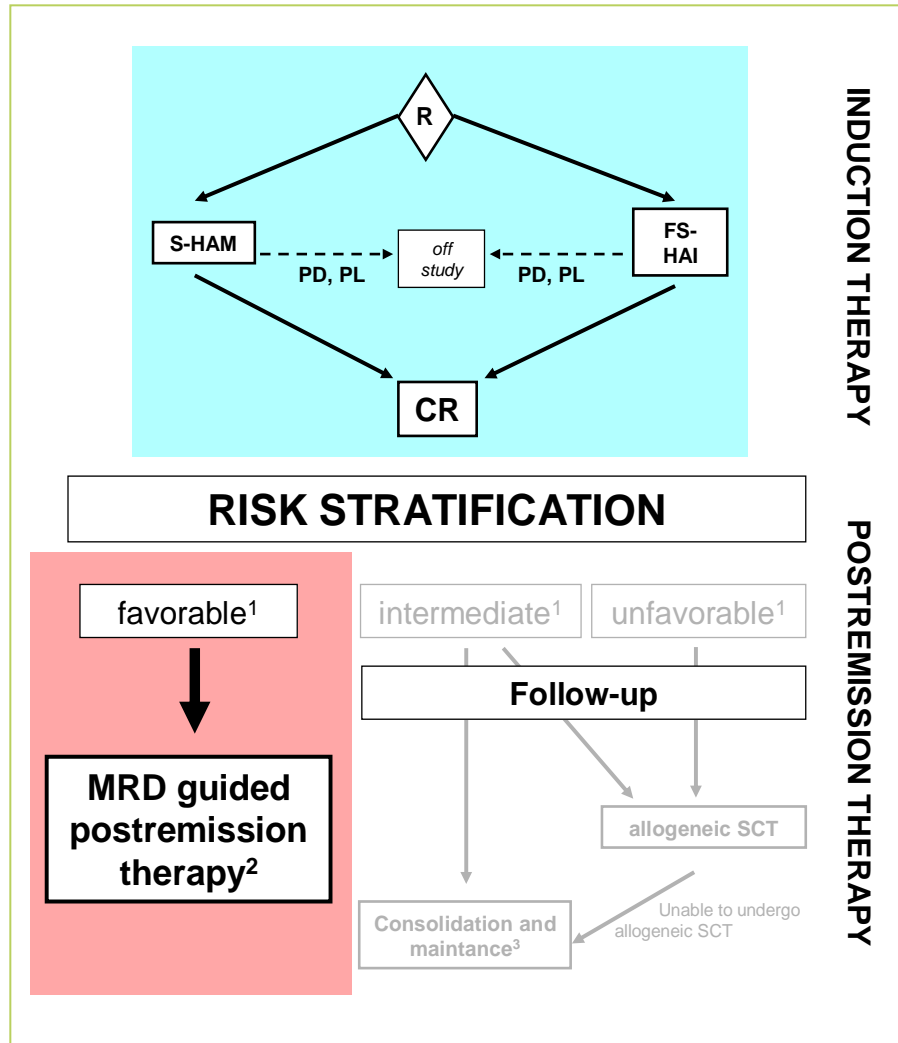 R
S-HAM
off
study
FS-
HAI
PD, PL
PD, PL
CR
INDUCTION THERAPY
RISK STRATIFICATION
favorable¹
intermediate¹
unfavorable¹
Follow-up
MRD guided
postremission
therapy²
allogeneic SCT
Consolidation and
maintance³
Unable to undergo
allogeneic SCT
POSTREMISSION THERAPY